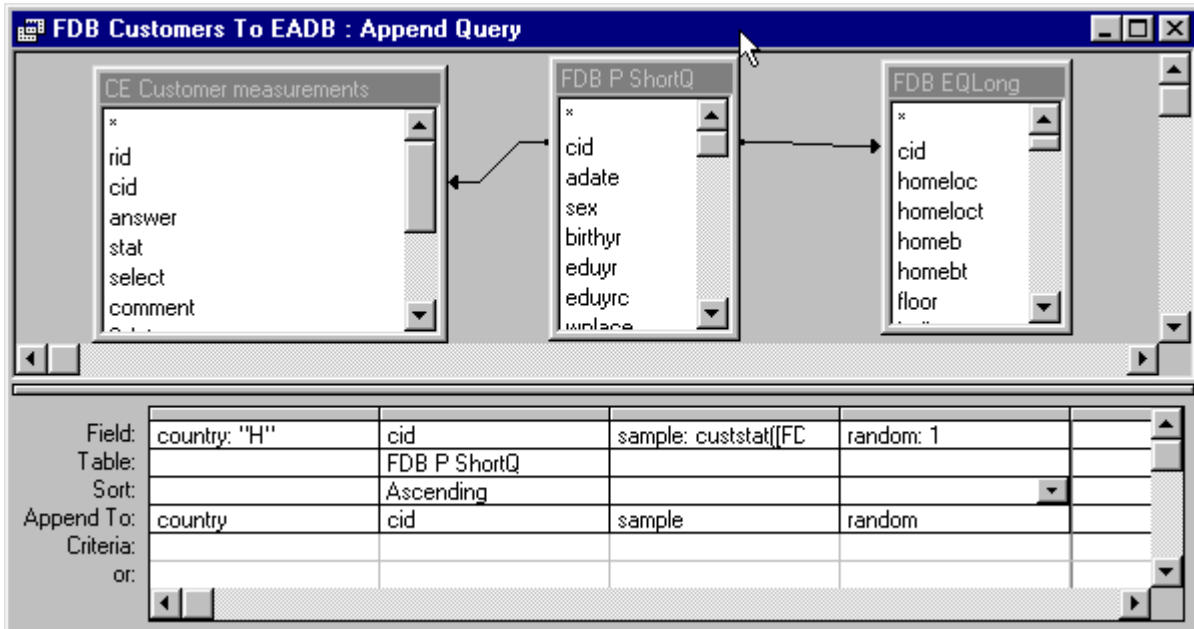 FDB Customers To EADB : Append Query
CE Customer measurements
*
rid
cid
answer
stat
select
comment
FDB P ShortQ
*
cid
adate
sex
birthyr
eduyr
eduyrc
wplace
FDB EQLong
*
cid
homeloc
homeloct
homeb
homebt
floor
Field: country: "H" cid sample: custstat([FD random: 1
Table: FDB P ShortQ
Sort: Ascending
Append To: country cid sample random
Criteria:
or: